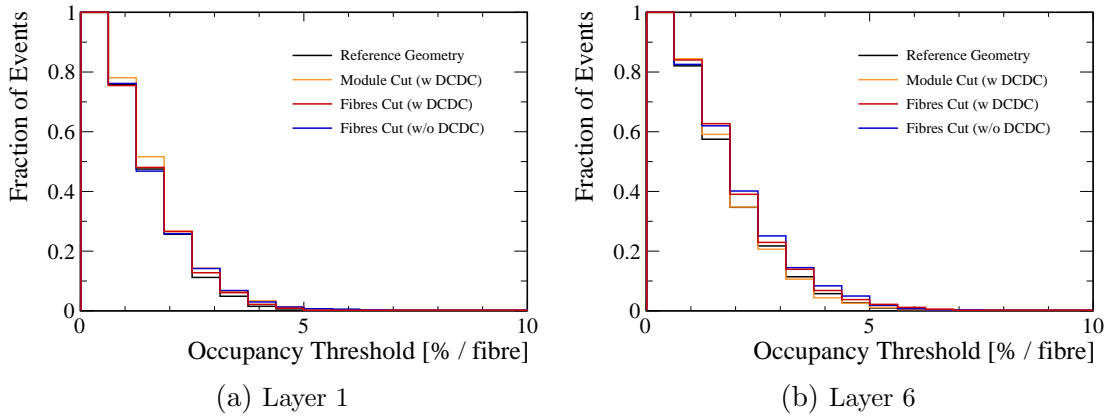 Fraction of Events
1
0.8
0.6
0.4
0.2
0
0
5
10
Reference Geometry
Module Cut (w DCDC)
Fibres Cut (w DCDC)
Fibres Cut (w/o DCDC)
Occupancy Threshold [% / fibre]
(a) Layer 1
Fraction of Events
1
0.8
0.6
0.4
0.2
0
0
5
10
Reference Geometry
Module Cut (w DCDC)
Fibres Cut (w DCDC)
Fibres Cut (w/o DCDC)
Occupancy Threshold [% / fibre]
(b) Layer 6